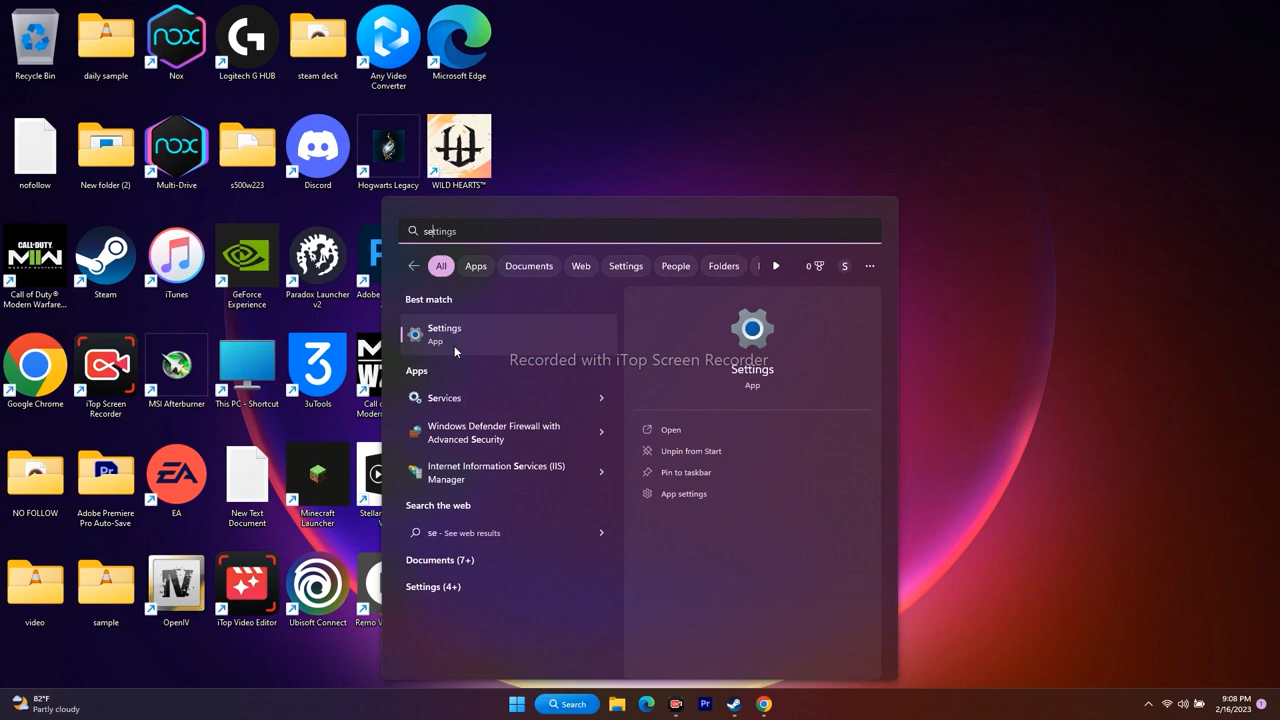 Recycle Bin
daily sample
Nox
Logitech G HUB
steam deck
Any Video
Converter
Microsoft Edge
nofollow
New folder (2)
Multi-Drive
s500w223
Discord
Hogwarts Legacy
WILD HEARTS™
Call of Duty®
Modern Warfare...
Steam
iTunes
GeForce
Experience
Paradox Launcher
v2
Adobe
Premie
Google Chrome
iTop Screen
Recorder
MSI Afterburner
This PC - Shortcut
3uTools
Call o
Modern
NO FOLLOW
Adobe Premiere
Pro Auto-Save
EA
New Text
Document
Minecraft
Launcher
Stellar
V
video
sample
OpenIV
iTop Video Editor
Ubisoft Connect
Remo V
settings
All
Apps
Documents
Web
Settings
People
Folders
0
S
Best match
Settings
App
Apps
Services
Windows Defender Firewall with
Advanced Security
Internet Information Services (IIS)
Manager
Search the web
se - See web results
Documents (7+)
Settings (4+)
Recorded with iTop Screen Recorder
Settings
App
Open
Unpin from Start
Pin to taskbar
App settings
82°F
Partly cloudy
Search
9:08 PM
2/16/2023
1